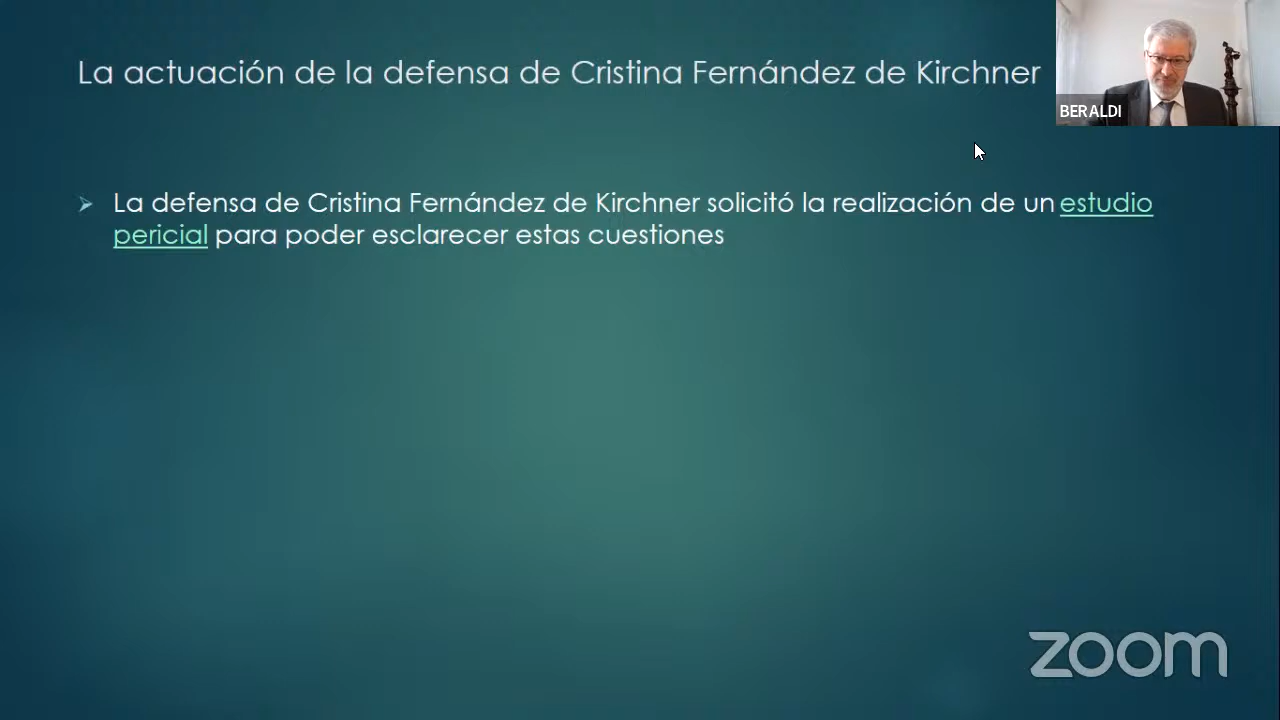 La actuación de la defensa de Cristina Fernández de Kirchner
BERALDI
La defensa de Cristina Fernández de Kirchner solicitó la realización de un estudio
pericial para poder esclarecer estas cuestiones
zoom